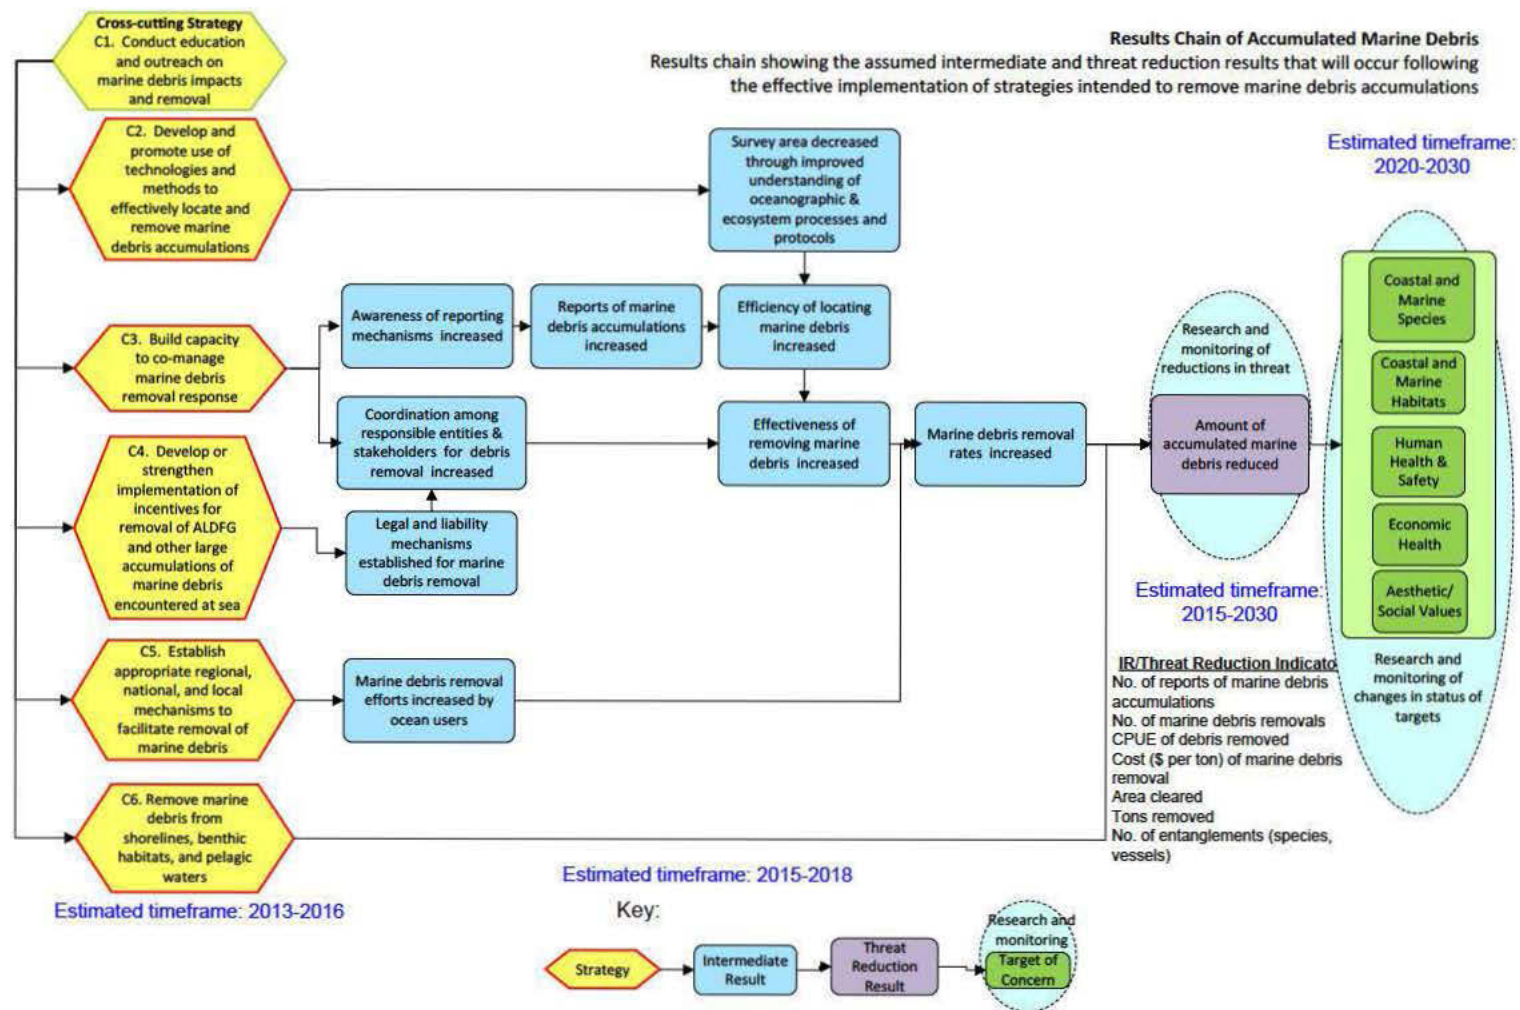 Cross-cutting Strategy
C1. Conduct education
and outreach on
marine debris impacts
and removal
Results Chain of Accumulated Marine Debris
Results chain showing the assumed intermediate and threat reduction results that will occur following
the effective implementation of strategies intended to remove marine debris accumulations
C2. Develop and
promote use of
technologies and
methods to
effectively locate and
remove marine
debris accumulations
Survey area decreased
through improved
understanding of
oceanographic &
ecosystem processes and
protocols
Estimated timeframe:
2020-2030
C3. Build capacity
to co-manage
marine debris
removal response
Awareness of reporting
mechanisms increased
Reports of marine
debris accumulations
increased
Efficiency of locating
marine debris
increased
Coordination among
responsible entities &
stakeholders for debris
removal increased
Effectiveness of
removing marine
debris increased
Marine debris removal
rates increased
Research and
monitoring of
reductions in threat
Amount of
accumulated marine
debris reduced
Coastal and
Marine
Species
Coastal and
Marine
Habitats
Human
Health &
Safety
Economic
Health
Aesthetic/
Social Values
Research and
monitoring of
changes in status of
targets
C4. Develop or
strengthen
implementation of
incentives for
removal of ALDFG
and other large
accumulations of
marine debris
encountered at sea
Legal and liability
mechanisms
established for marine
debris removal
Estimated timeframe:
2015-2030
C5. Establish
appropriate regional,
national, and local
mechanisms to
facilitate removal of
marine debris
Marine debris removal
efforts increased by
ocean users
IR/Threat Reduction Indicato
No. of reports of marine debris
accumulations
No. of marine debris removals
CPUE of debris removed
Cost ($ per ton) of marine debris
removal
Area cleared
Tons removed
No. of entanglements (species,
vessels)
C6. Remove marine
debris from
shorelines, benthic
habitats, and pelagic
waters
Estimated timeframe: 2013-2016
Estimated timeframe: 2015-2018
Key:
Strategy
Intermediate
Result
Threat
Reduction
Result
Research and
monitoring
Target of
Concern